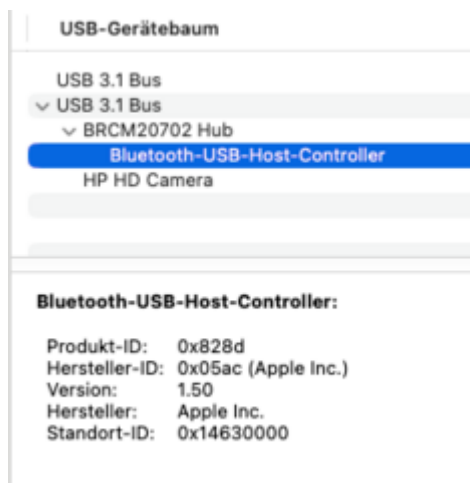 USB-Gerätebaum
USB 3.1 Bus
USB 3.1 Bus
BRCM20702 Hub
Bluetooth-USB-Host-Controller
HP HD Camera
Bluetooth-USB-Host-Controller:
Produkt-ID: 0x828d
Hersteller-ID: 0x05ac (Apple Inc.)
Version: 1.50
Hersteller: Apple Inc.
Standort-ID: 0x14630000